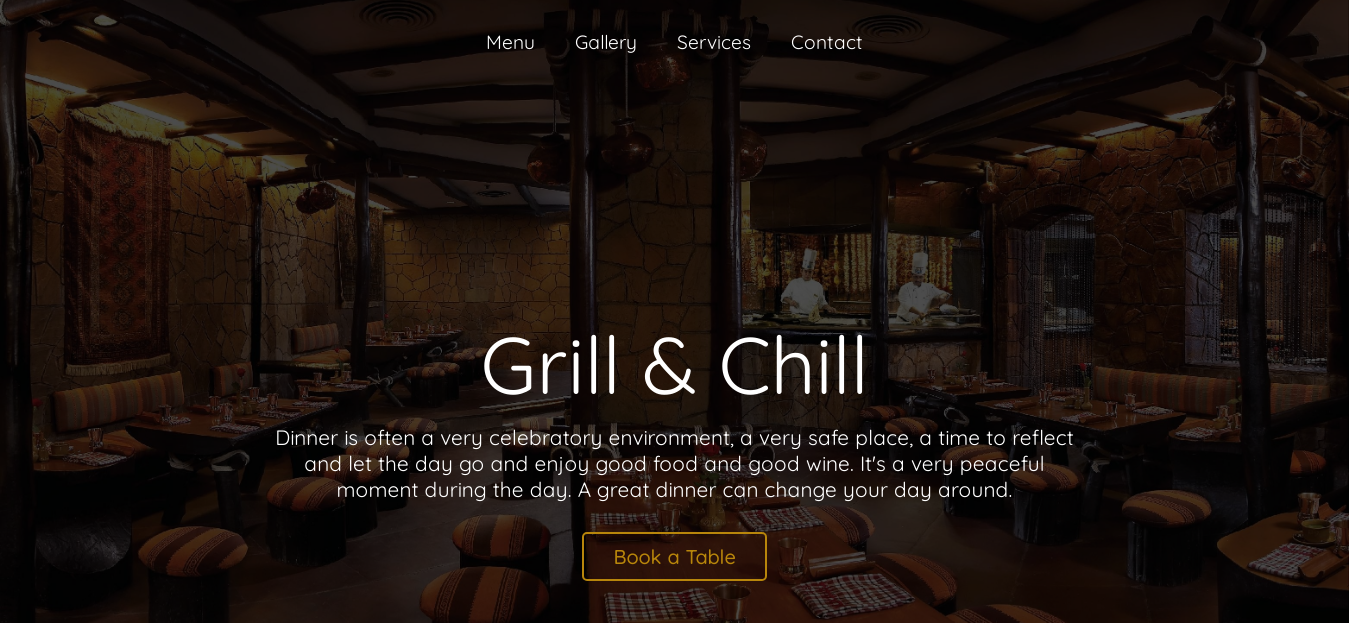 Menu Gallery Services Contact
Grill & Chill
Dinner is often a very celebratory environment, a very safe place, a time to reflect
and let the day go and enjoy good food and good wine. It's a very peaceful
moment during the day. A great dinner can change your day around.
Book a Table